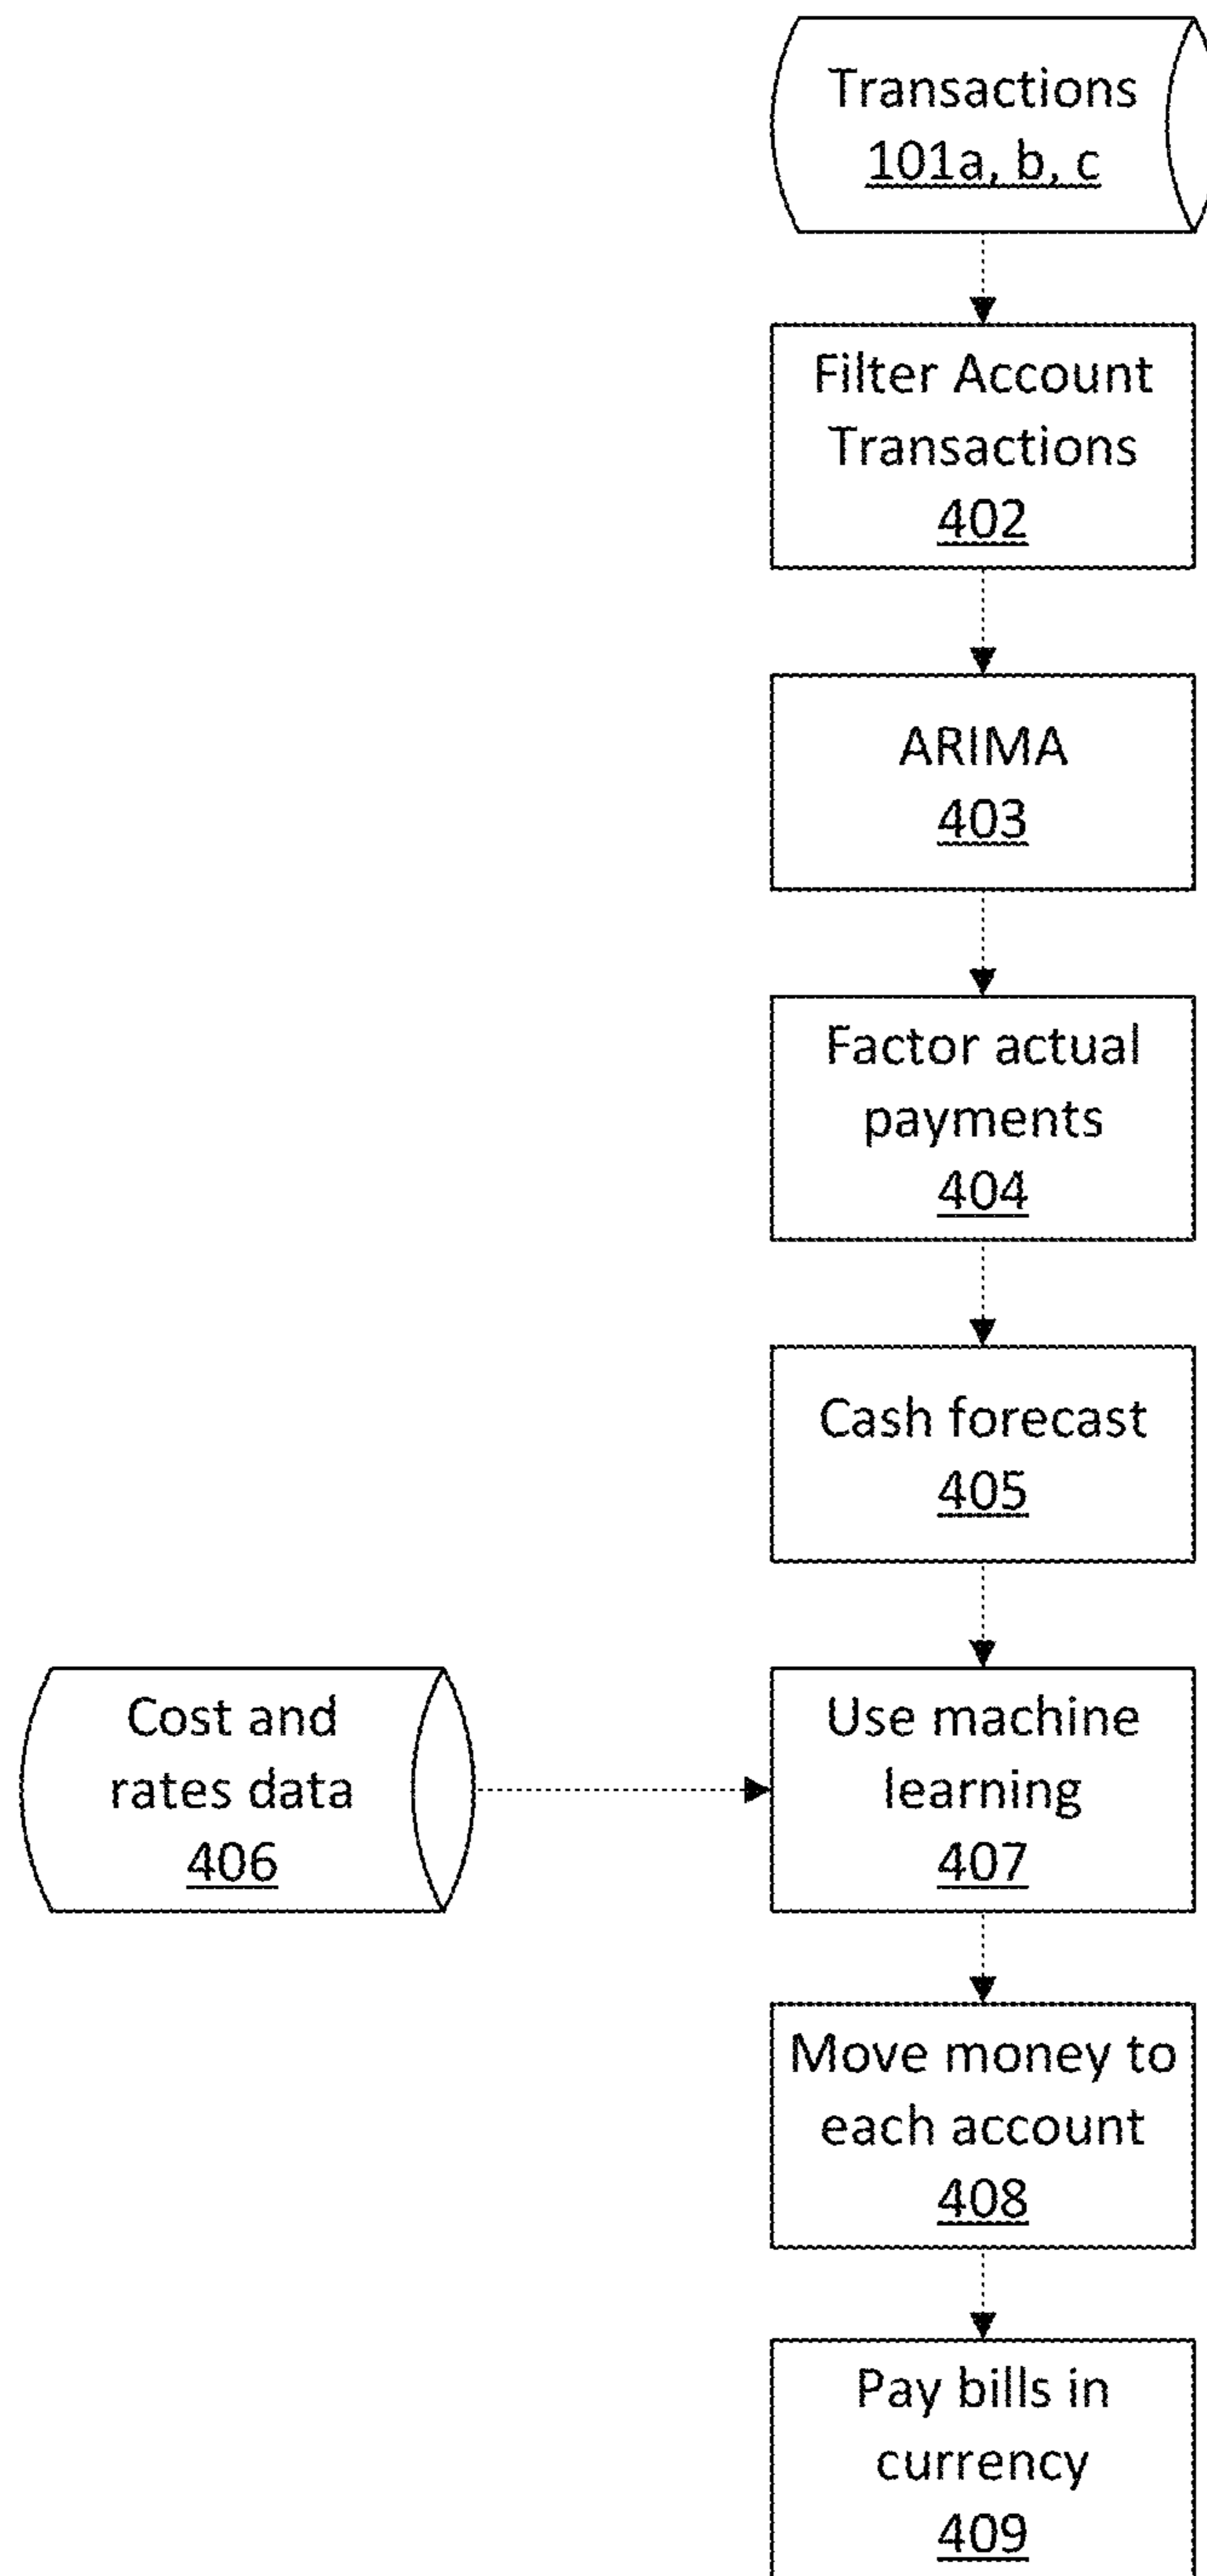 Transactions
101a, b, c
Filter Account
Transactions
402
ARIMA
403
Factor actual
payments
404
Cash forecast
405
Cost and
rates data
406
Use machine
learning
407
Move money to
each account
408
Pay bills in
currency
409